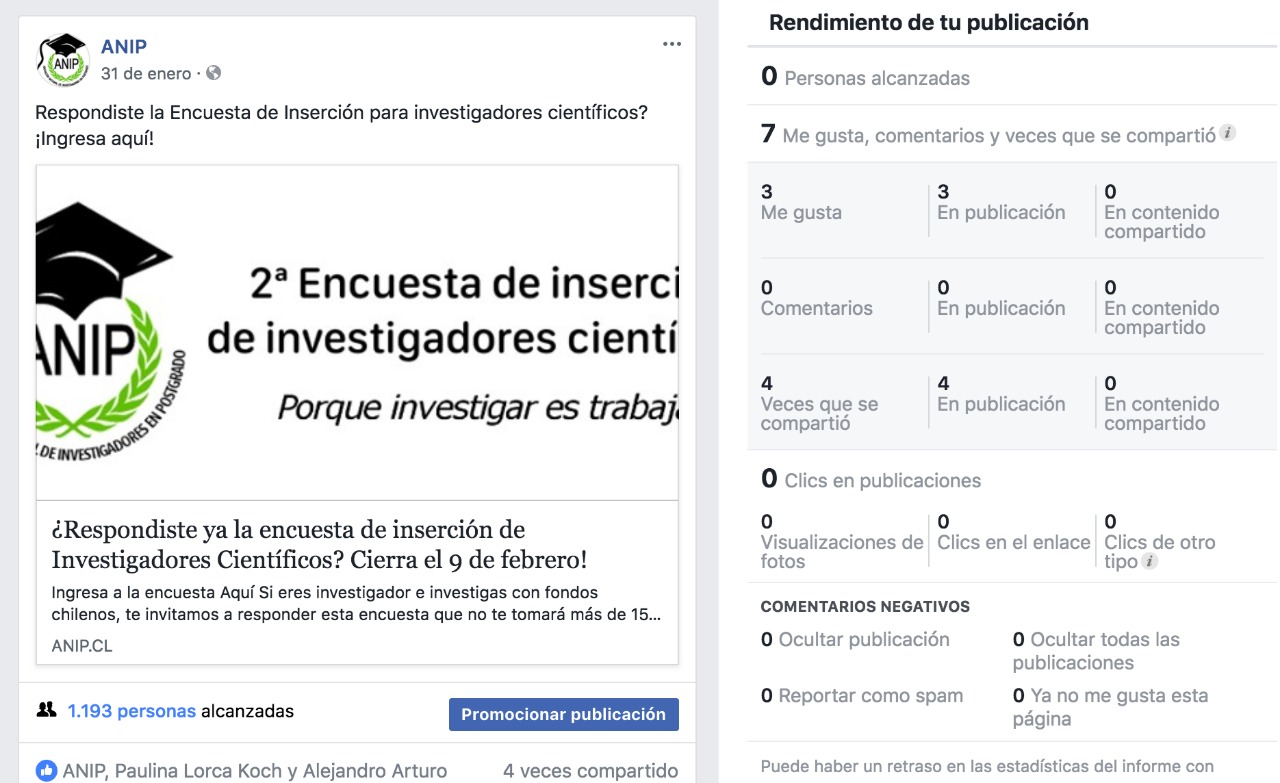 ANIP
31 de enero ·
Respondiste la Encuesta de Inserción para investigadores científicos?
¡Ingresa aquí!
ANIP
DE INVESTIGADORES EN POSTGRADO
2ª Encuesta de inserci
de investigadores cientí
Porque investigar es trabaj
¿Respondiste ya la encuesta de inserción de
Investigadores Científicos? Cierra el 9 de febrero!
Ingresa a la encuesta Aquí Si eres investigador e investigas con fondos
chilenos, te invitamos a responder esta encuesta que no te tomará más de 15...
ANIP.CL
1.193 personas alcanzadas
Promocionar publicación
ANIP, Paulina Lorca Koch y Alejandro Arturo
4 veces compartido
Rendimiento de tu publicación
0 Personas alcanzadas
7 Me gusta, comentarios y veces que se compartió i
3
Me gusta
3
En publicación
0
En contenido
compartido
0
Comentarios
0
En publicación
0
En contenido
compartido
4
Veces que se
compartió
4
En publicación
0
En contenido
compartido
0 Clics en publicaciones
0
Visualizaciones de
fotos
0
Clics en el enlace
0
Clics de otro
tipo i
COMENTARIOS NEGATIVOS
0 Ocultar publicación
0 Ocultar todas las
publicaciones
0 Reportar como spam
0 Ya no me gusta esta
página
Puede haber un retraso en las estadísticas del informe con